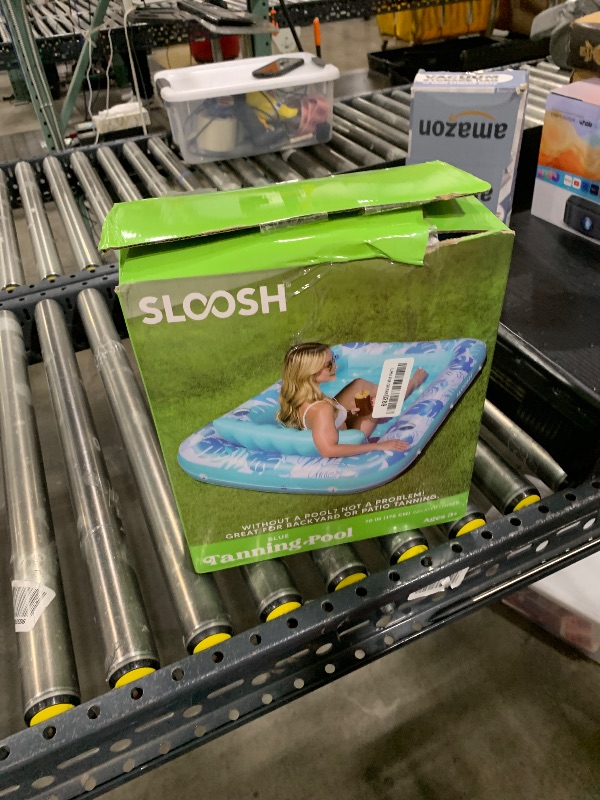 amazon
SLOOSH
WITHOUT A POOL? NOT A PROBLEM!
GREAT FOR BACKYARD OR PATIO TANNING.
BLUE
Tanning Pool